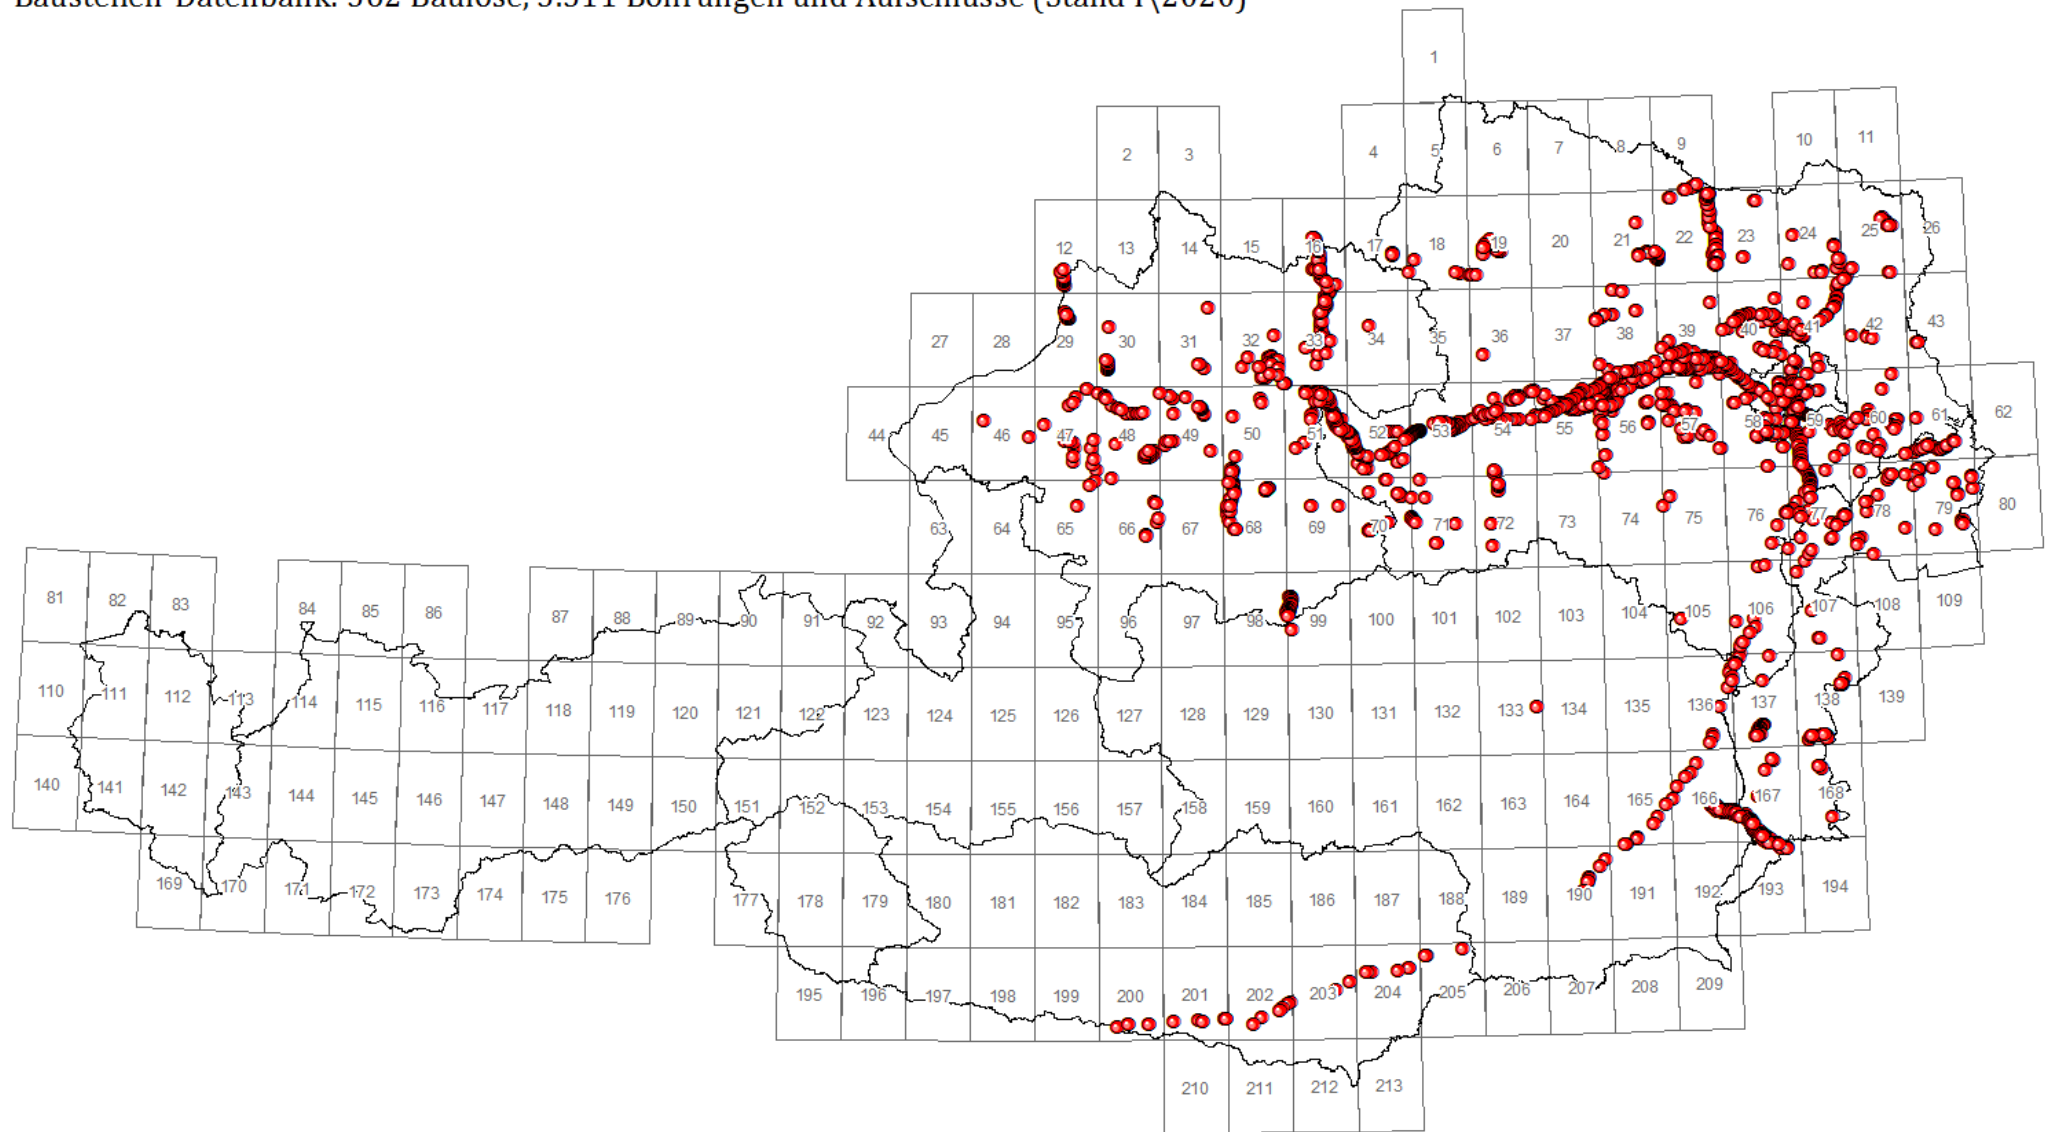 Baustellen-Datenbank: Baulose, Bohrungen und Aufschlüsse (Stand I\2020)
1
2 3 4 5 6 7 8 9 10 11
12 13 14 15 16 17 18 19 20 21 22 23 24 25 26
27 28 29 30 31 32 33 34 35 36 37 38 39 40 41 42 43
44 45 46 47 48 49 50 51 52 53 54 55 56 57 58 59 60 61 62
63 64 65 66 67 68 69 70 71 72 73 74 75 76 77 78 79 80
81 82 83 84 85 86 87 88 89 90 91 92 93 94 95 96 97 98 99 100 101 102 103 104 105 106 107 108 109
110 111 112 113 114 115 116 117 118 119 120 121 122 123 124 125 126 127 128 129 130 131 132 133 134 135 136 137 138 139
140 141 142 143 144 145 146 147 148 149 150 151 152 153 154 155 156 157 158 159 160 161 162 163 164 165 166 167 168
169 170 171 172 173 174 175 176 177 178 179 180 181 182 183 184 185 186 187 188 189 190 191 192 193 194
195 196 197 198 199 200 201 202 203 204 205 206 207 208 209
210 211 212 213